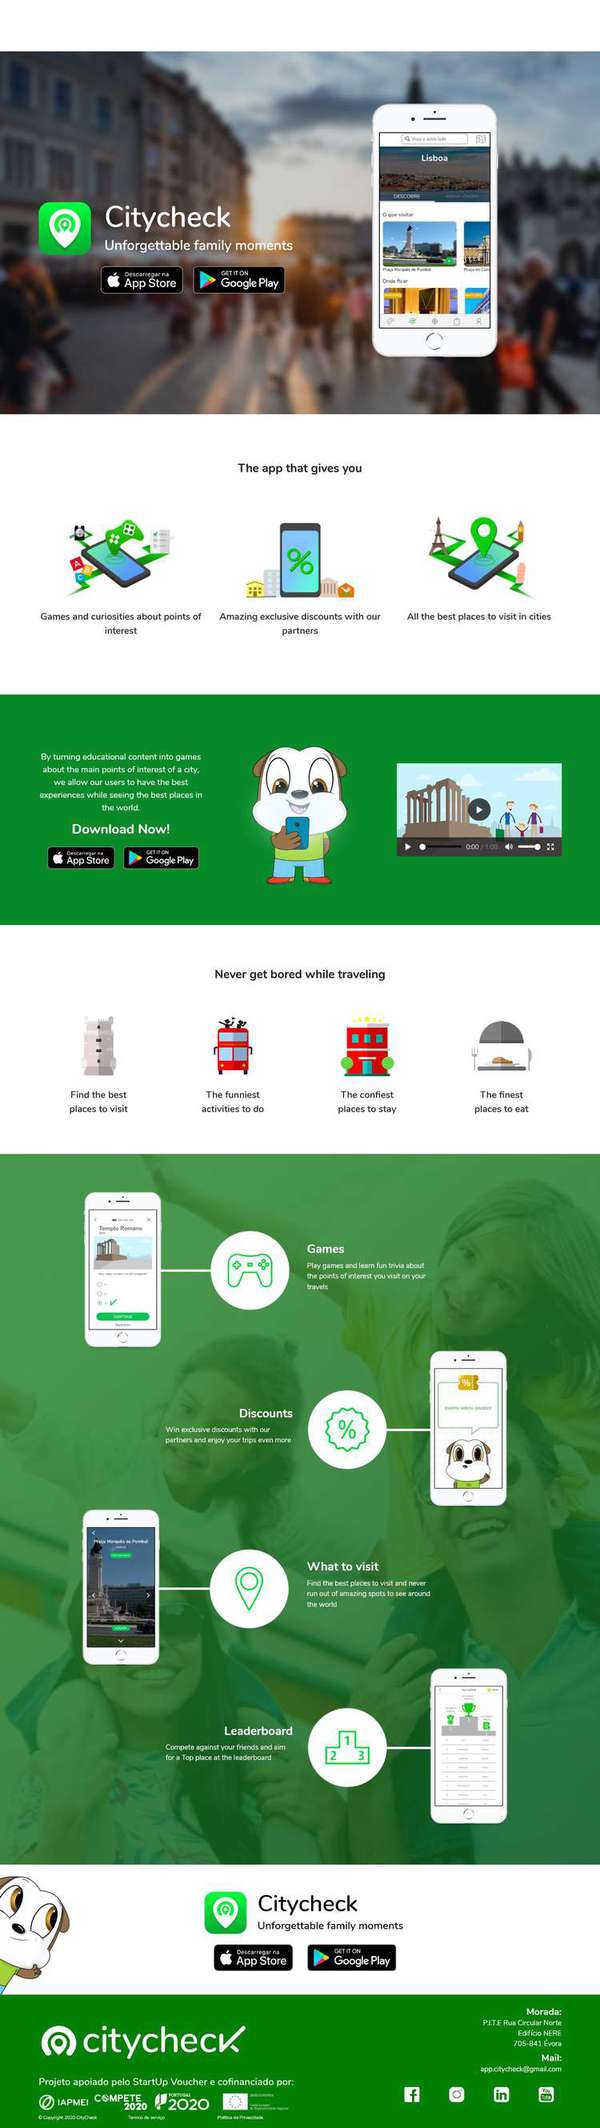 Lisboa
DESCOBRE
O que visitar
Praça Marquês de Pombal
Onde ficar
Citycheck
Unforgettable family moments
Descarregar na
App Store
GET IT ON
Google Play
The app that gives you
%
A
B
C
Games and curiosities about points of
interest
Amazing exclusive discounts with our
partners
All the best places to visit in cities
By turning educational content into games
about the main points of interest of a city,
we allow our users to have the best
experiences while seeing the best places in
the world.
Download Now!
Descarregar na
App Store
GET IT ON
Google Play
0:00 / 1:00
Never get bored while traveling
Find the best
places to visit
The funniest
activities to do
The confiest
places to stay
The finest
places to eat
Templo Romano
CONTINUE
Games
Play games and learn fun trivia about
the points of interest you visit on your
travels
Discounts
Win exclusive discounts with our
partners and enjoy your trips even more
%
%
Praça Marquês de Pombal
What to visit
Find the best places to visit and never
run out of amazing spots to see around
the world
Leaderboard
Compete against your friends and aim
for a Top place at the leaderboard
1
2 3
Citycheck
Unforgettable family moments
Descarregar na
App Store
GET IT ON
Google Play
citycheck
Morada:
P.I.T.E Rua Circular Norte
Edifício NERE
705-841 Évora
Mail:
app.citycheck@gmail.com
Projeto apoiado pelo StartUp Voucher e cofinanciado por:
IAPMEI
COMPETE
2020
PORTUGAL
2020
You
Tube
© Copyright 2020 CityCheck
Termos de serviço
Política de Privacidade